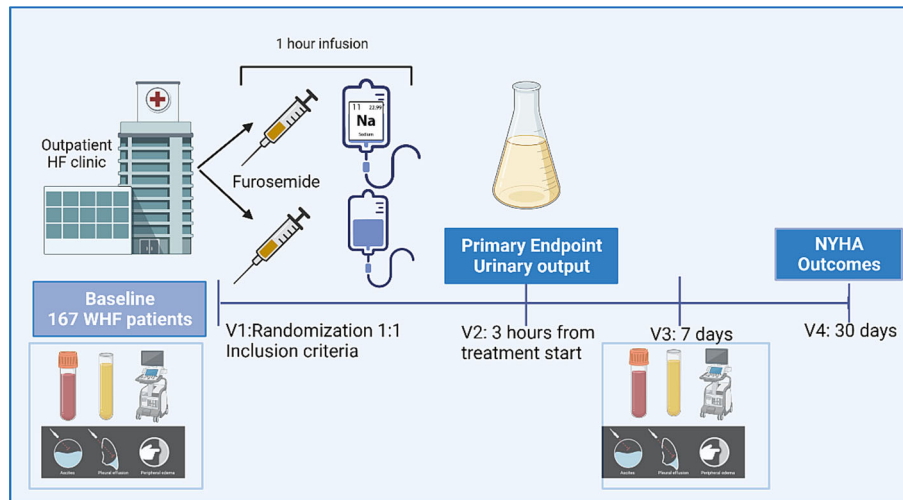 1 hour infusion
Outpatient
HF clinic
11 22.99
Na
Sodium
Furosemide
Primary Endpoint
Urinary output
NYHA
Outcomes
Baseline
167 WHF patients
V1:Randomization 1:1
Inclusion criteria
V2: 3 hours from
treatment start
V3: 7 days
V4: 30 days
Ascites
Pleural effusion
Peripheral edema
Ascites
Pleural effusion
Peripheral edema